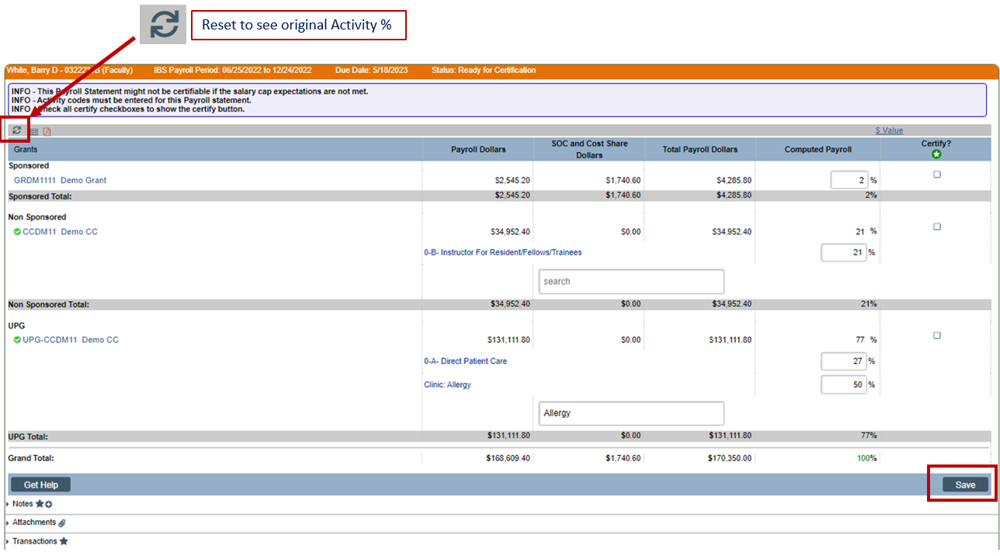 Reset to see original Activity %
White, Barry D - (Faculty) IBS Payroll Period: 06/25/2022 to 12/24/2022 Due Date: 5/18/2023 Status: Ready for Certification
INFO - This Payroll Statement might not be certifiable if the salary cap expectations are not met.
INFO - Activity codes must be entered for this Payroll statement.
INFO - Check all certify checkboxes to show the certify button.
$ Value
Grants Payroll Dollars SOC and Cost Share Dollars Total Payroll Dollars Computed Payroll Certify?
Sponsored
GRDM1111 Demo Grant $2,545.20 $1,740.60 $4,285.80 2 %
Sponsored Total: $2,545.20 $1,740.60 $4,285.80 2%
Non Sponsored
CCDM11 Demo CC $34,952.40 $0.00 $34,952.40 21 %
0-B- Instructor For Resident/Fellows/Trainees 21 %
search
Non Sponsored Total: $34,952.40 $0.00 $34,952.40 21%
UPG
UPG-CCDM11 Demo CC $131,111.80 $0.00 $131,111.80 77 %
0-A- Direct Patient Care 27 %
Clinic: Allergy 50 %
Allergy
UPG Total: $131,111.80 $0.00 $131,111.80 77%
Grand Total: $168,609.40 $1,740.60 $170,350.00 100%
Get Help Save
Notes
Attachments
Transactions